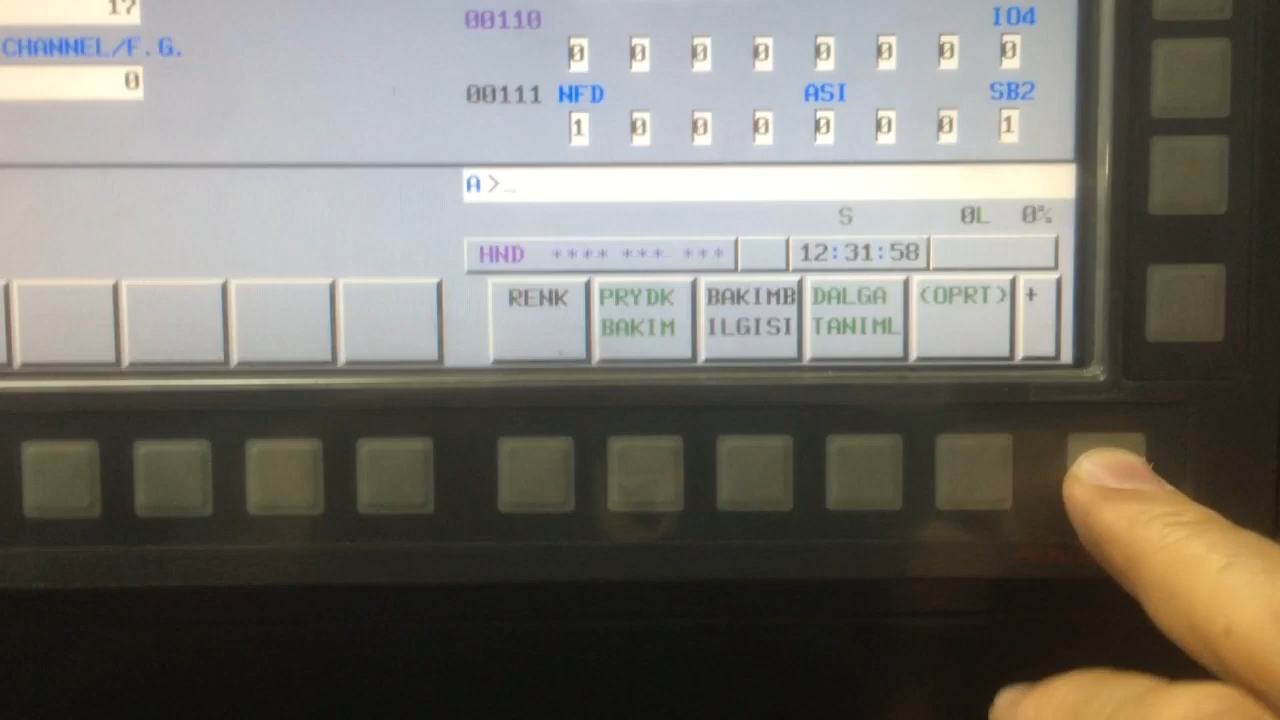 17
CHANNEL/F.G.
0
00110 IO4
0 0 0 0 0 0 0 0
00111 NFD ASI SB2
1 0 0 0 0 0 0 1
A>_
S 0L 0%
HND **** *** *** 12:31:58
RENK
PRYDK
BAKIM
BAKIMB
ILGISI
DALGA
TANIML
(OPRT)
+